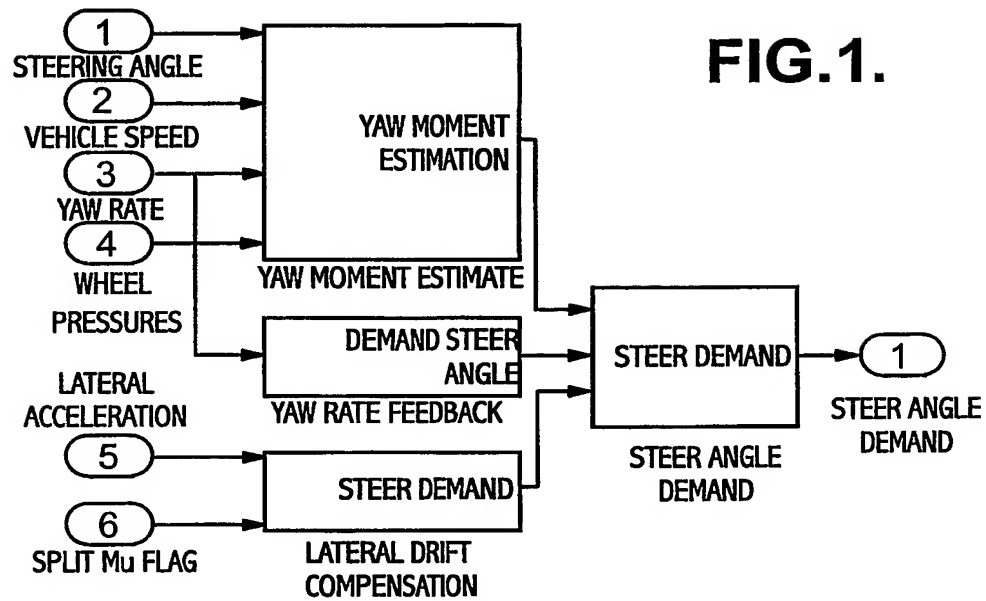 FIG.1.
1
STEERING ANGLE
2
VEHICLE SPEED
3
YAW RATE
4
WHEEL
PRESSURES
YAW MOMENT
ESTIMATION
YAW MOMENT ESTIMATE
DEMAND STEER
ANGLE
YAW RATE FEEDBACK
LATERAL
ACCELERATION
5
6
SPLIT Mu FLAG
STEER DEMAND
LATERAL DRIFT
COMPENSATION
STEER DEMAND
STEER ANGLE
DEMAND
1
STEER ANGLE
DEMAND